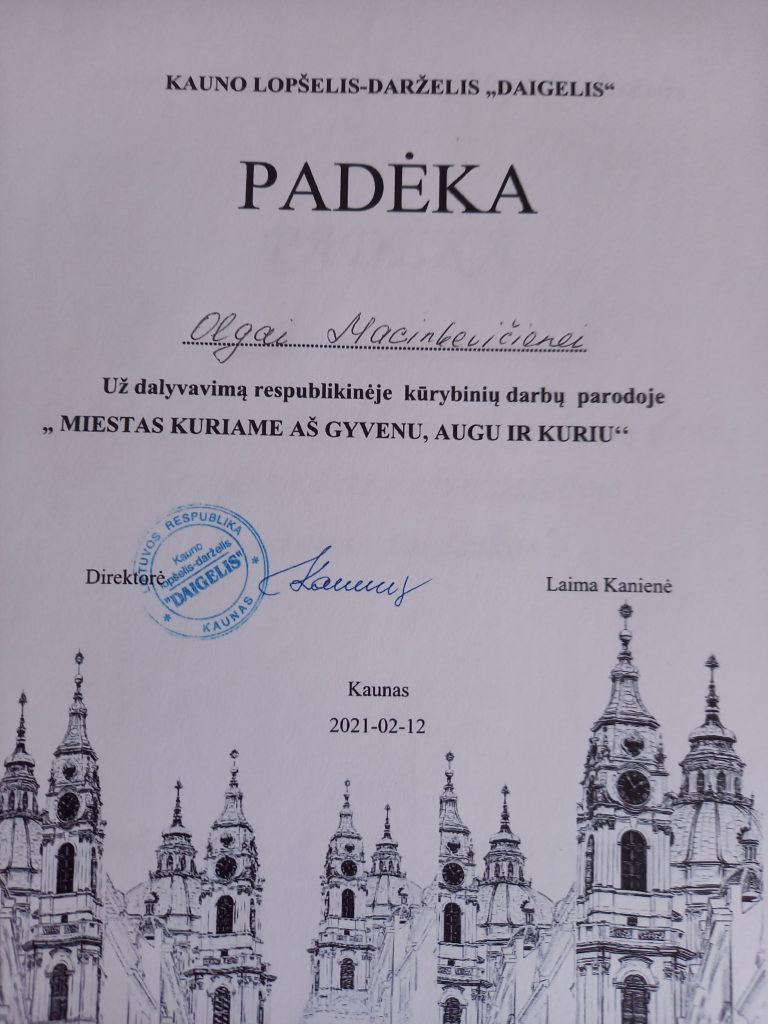 KAUNO LOPŠELIS-DARŽELIS „DAIGELIS“
PADĖKA
Olgai Macinkevičienei
Už dalyvavimą respublikinėje kūrybinių darbų parodoje
„ MIESTAS KURIAME AŠ GYVENU, AUGU IR KURIU“
LIETUVOS RESPUBLIKA
Kauno
lopšelis-darželis
"DAIGELIS"
* KAUNAS *
Direktorė
Laima Kanienė
Kaunas
2021-02-12